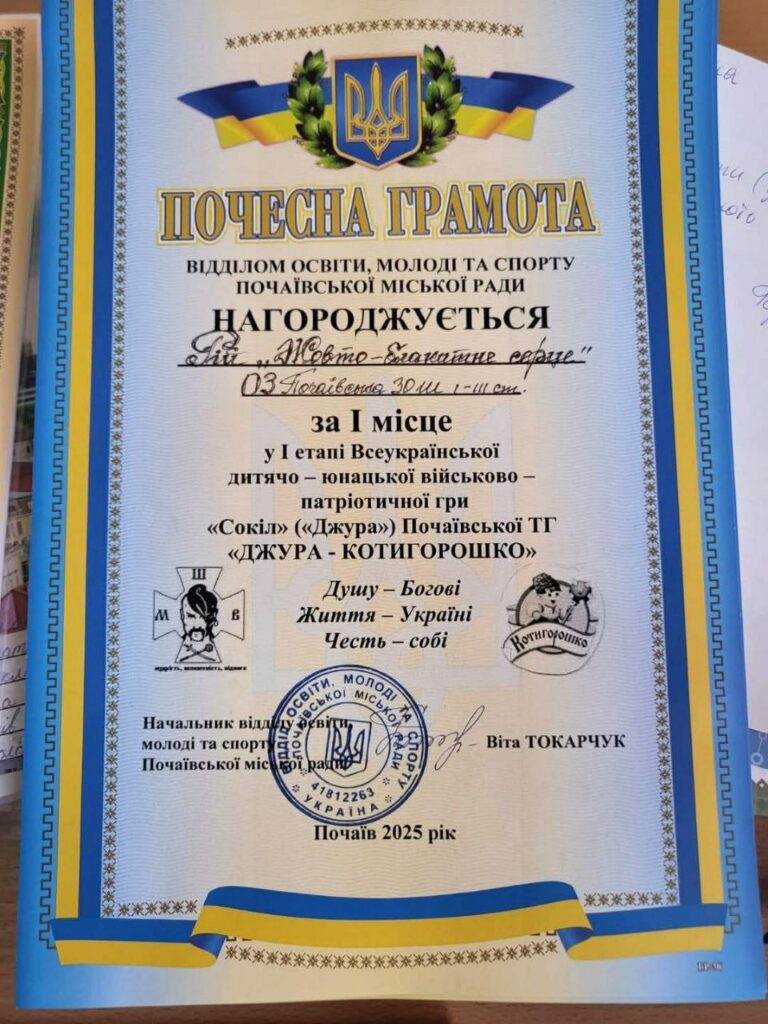 ПОЧЕСНА ГРАМОТА
ВІДДІЛОМ ОСВІТИ, МОЛОДІ ТА СПОРТУ
ПОЧАЇВСЬКОЇ МІСЬКОЇ РАДИ
НАГОРОДЖУЄТЬСЯ
Рій „Жовто-блакитне серце"
ОЗ Почаївська ЗОШ І-ІІІ ст.
за І місце
у І етапі Всеукраїнської
дитячо – юнацької військово –
патріотичної гри
«Сокіл» («Джура») Почаївської ТГ
«ДЖУРА - КОТИГОРОШКО»
Душу – Богові
Життя – Україні
Честь – собі
Ш
М В
мудрість, шляхетність, відвага
Котигорошко
Начальник відділу освіти,
молоді та спорту
Почаївської міської ради
Віта ТОКАРЧУК
ВІДДІЛ ОСВІТИ, МОЛОДІ ТА СПОРТУ
ПОЧАЇВСЬКОЇ МІСЬКОЇ РАДИ
41812263
УКРАЇНА
Почаїв 2025 рік